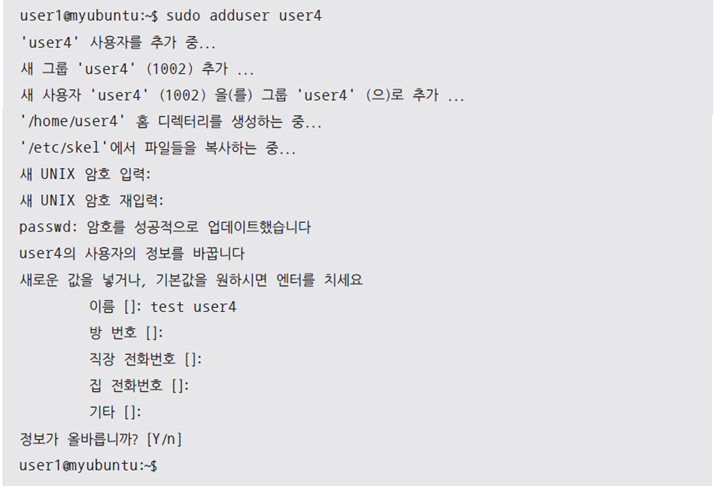 user1@myubuntu:~$ sudo adduser user4
'user4' 사용자를 추가 중...
새 그룹 'user4' (1002) 추가 ...
새 사용자 'user4' (1002) 을(를) 그룹 'user4' (으)로 추가 ...
'/home/user4' 홈 디렉터리를 생성하는 중...
'/etc/skel'에서 파일들을 복사하는 중...
새 UNIX 암호 입력:
새 UNIX 암호 재입력:
passwd: 암호를 성공적으로 업데이트했습니다
user4의 사용자의 정보를 바꿉니다
새로운 값을 넣거나, 기본값을 원하시면 엔터를 치세요
이름 []: test user4
방 번호 []:
직장 전화번호 []:
집 전화번호 []:
기타 []:
정보가 올바릅니까? [Y/n]
user1@myubuntu:~$